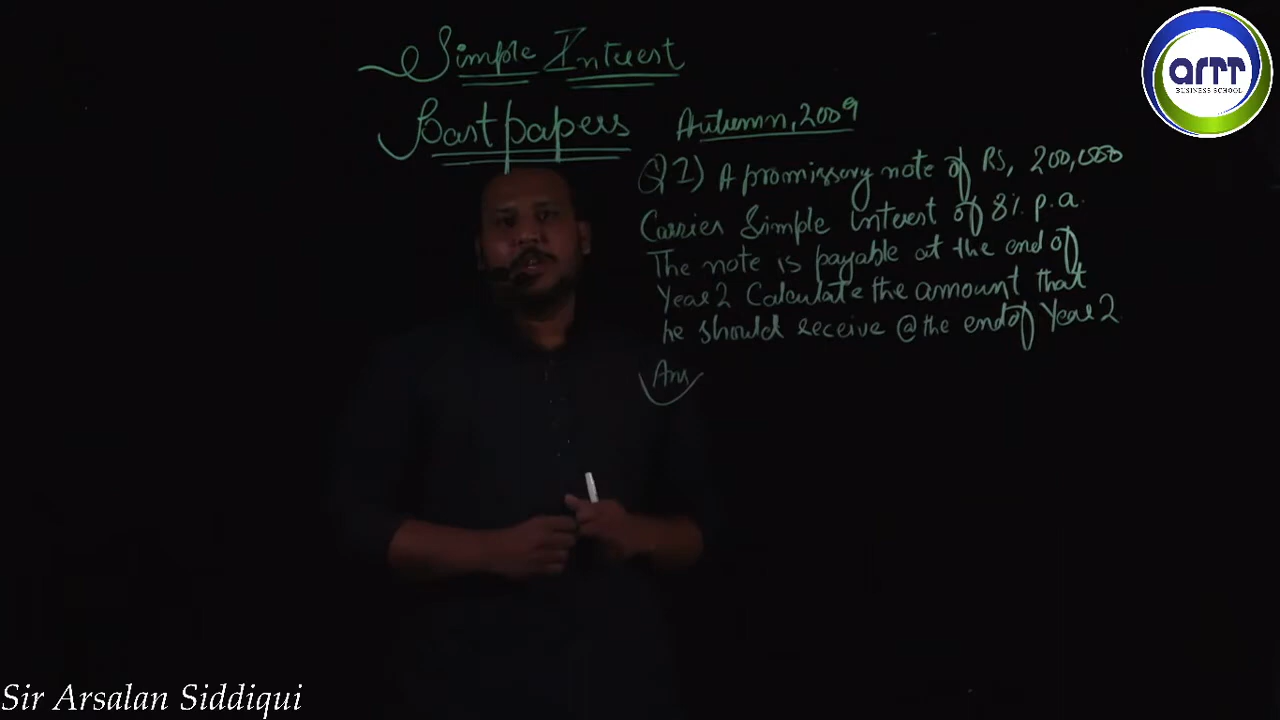 Simple Interest
Past papers
Autumn, 2009
Q1) A promissory note of Rs, 200,000
Carries Simple interest of 8% p.a.
The note is payable at the end of
Year 2 Calculate the amount that
he should receive @ the end of Year 2.
Ans
artt
BUSINESS SCHOOL
Sir Arsalan Siddiqui